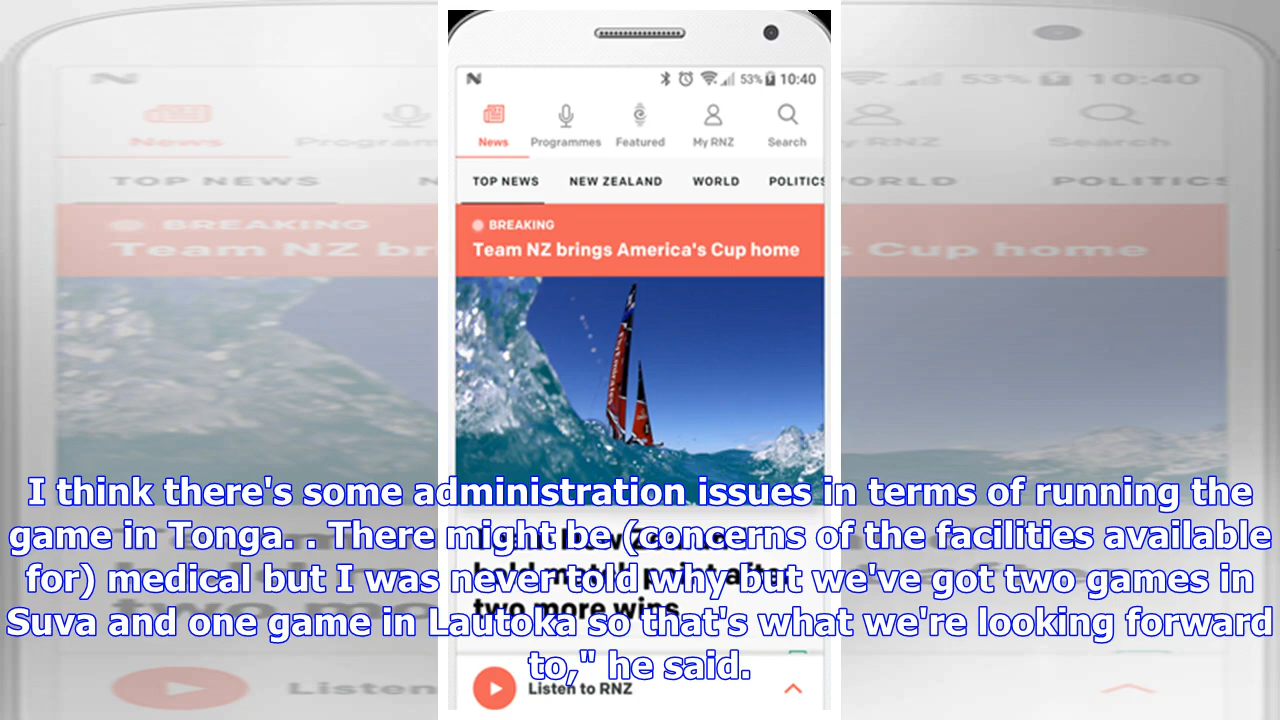 53% 10:40
News Programmes Featured My RNZ Search
TOP NEWS NEW ZEALAND WORLD POLITICS
BREAKING
Team NZ brings America's Cup home
I think there's some administration issues in terms of running the
game in Tonga. . There might be (concerns of the facilities available
for) medical but I was never told why but we've got two games in
Suva and one game in Lautoka so that's what we're looking forward
to," he said.
two more wins
Listen to RNZ